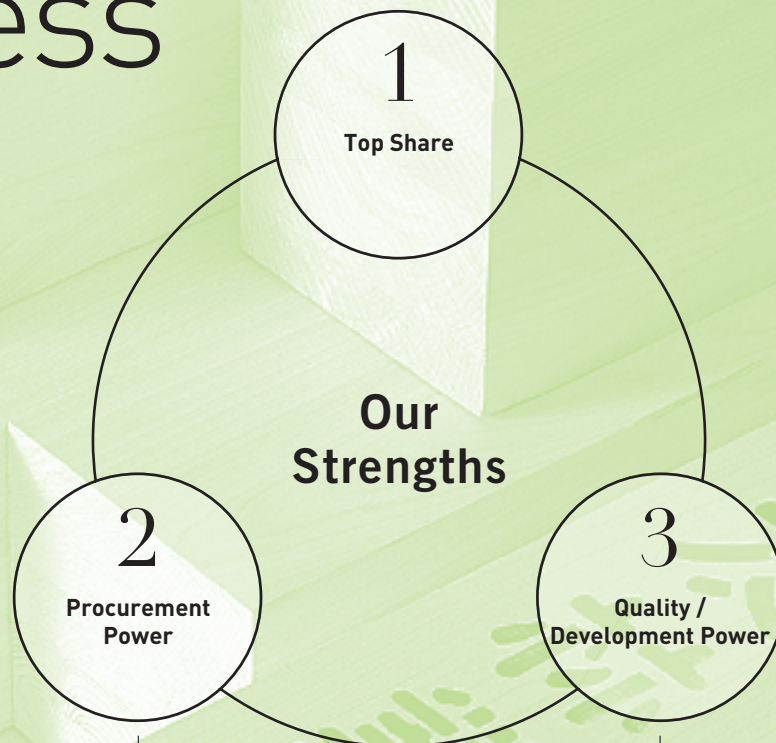 ess
1
Top Share
Our
Strengths
2
Procurement
Power
3
Quality /
Development Power